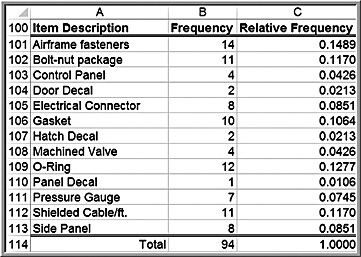 A B C
100 Item Description Frequency Relative Frequency
101 Airframe fasteners 14 0.1489
102 Bolt-nut package 11 0.1170
103 Control Panel 4 0.0426
104 Door Decal 2 0.0213
105 Electrical Connector 8 0.0851
106 Gasket 10 0.1064
107 Hatch Decal 2 0.0213
108 Machined Valve 4 0.0426
109 O-Ring 12 0.1277
110 Panel Decal 1 0.0106
111 Pressure Gauge 7 0.0745
112 Shielded Cable/ft. 11 0.1170
113 Side Panel 8 0.0851
114 Total 94 1.0000